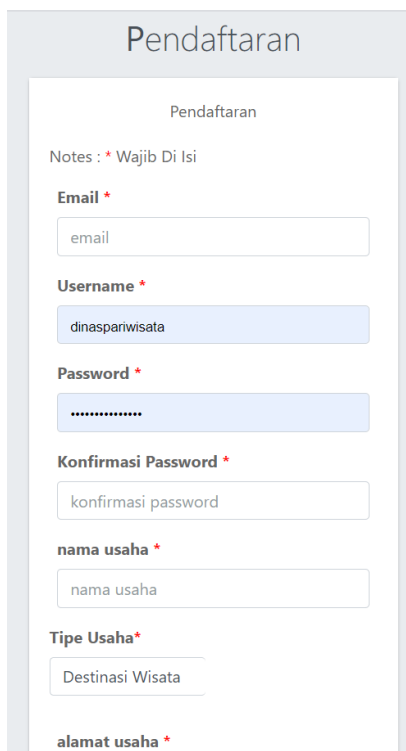 Pendaftaran
Pendaftaran
Notes : * Wajib Di Isi
Email *
email
Username *
dinaspariwisata
Password *
•••••••••••••••
Konfirmasi Password *
konfirmasi password
nama usaha *
nama usaha
Tipe Usaha*
Destinasi Wisata
alamat usaha *